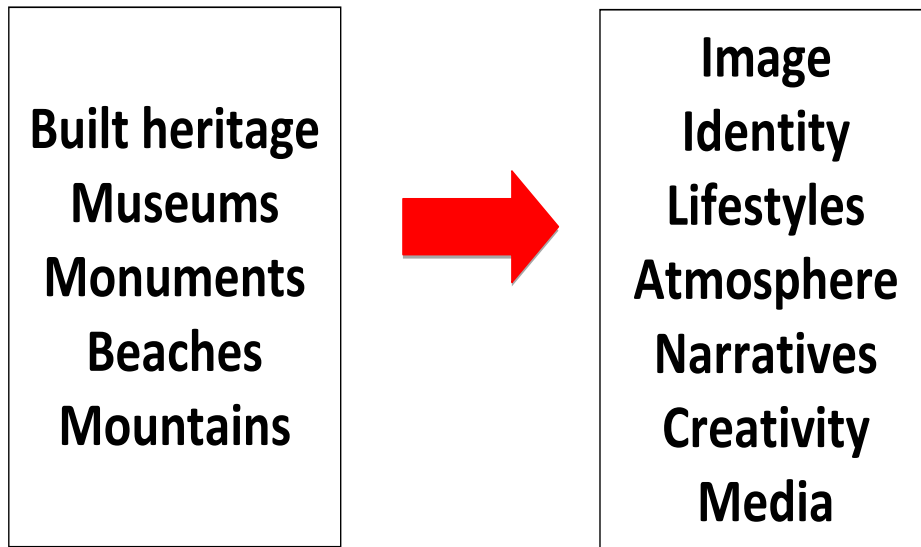 Built heritage
Museums
Monuments
Beaches
Mountains
Image
Identity
Lifestyles
Atmosphere
Narratives
Creativity
Media